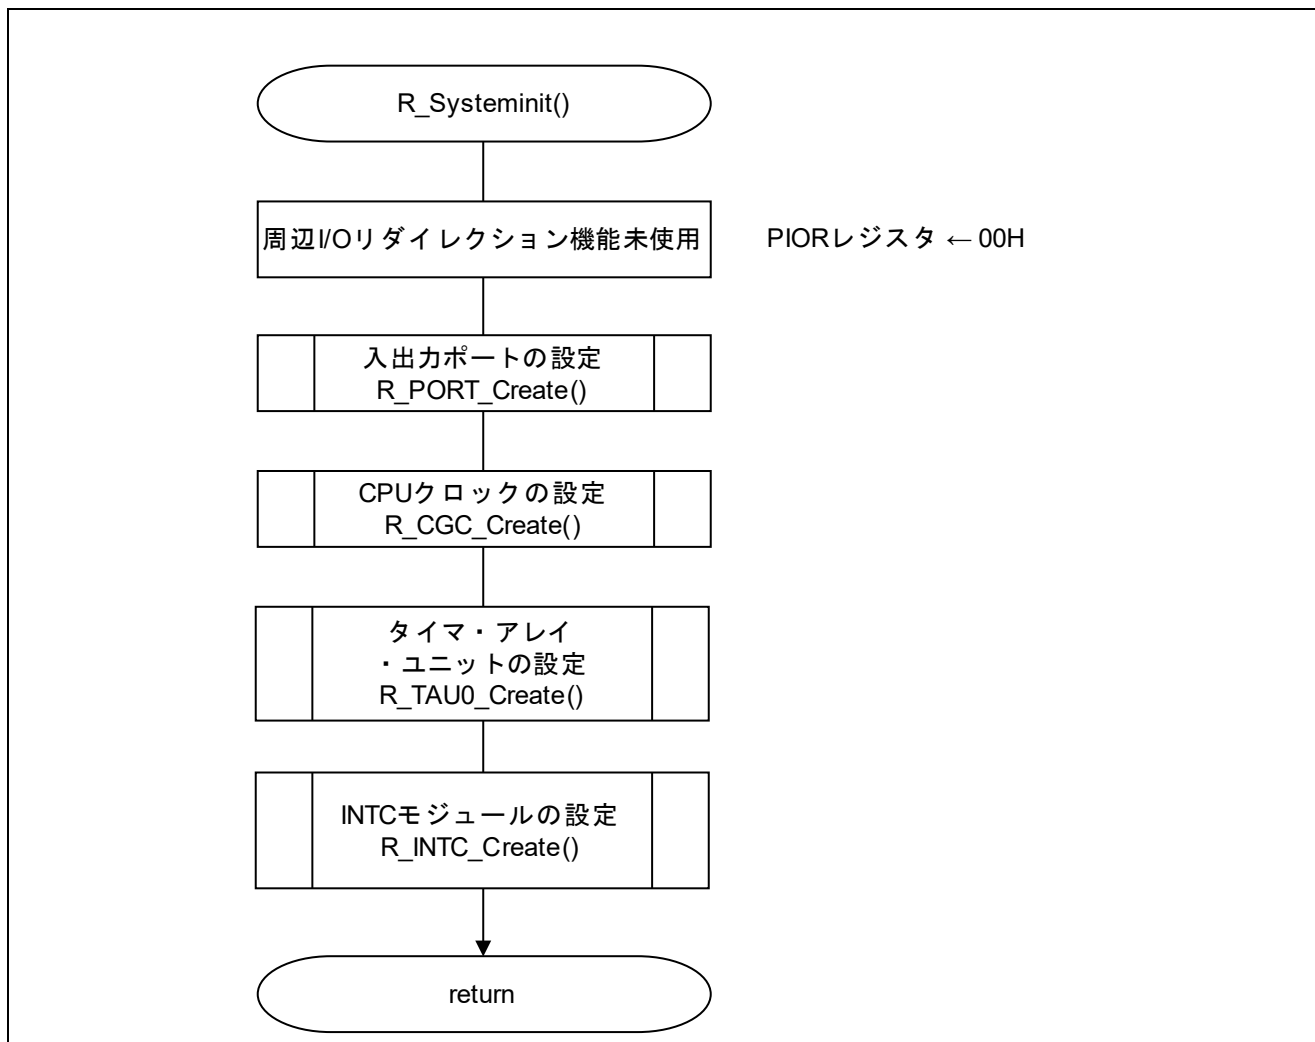 R_Systeminit()
周辺I/Oリダイレクション機能未使用
PIORレジスタ ← 00H
入出力ポートの設定
R_PORT_Create()
CPUクロックの設定
R_CGC_Create()
タイマ・アレイ
・ユニットの設定
R_TAU0_Create()
INTCモジュールの設定
R_INTC_Create()
return